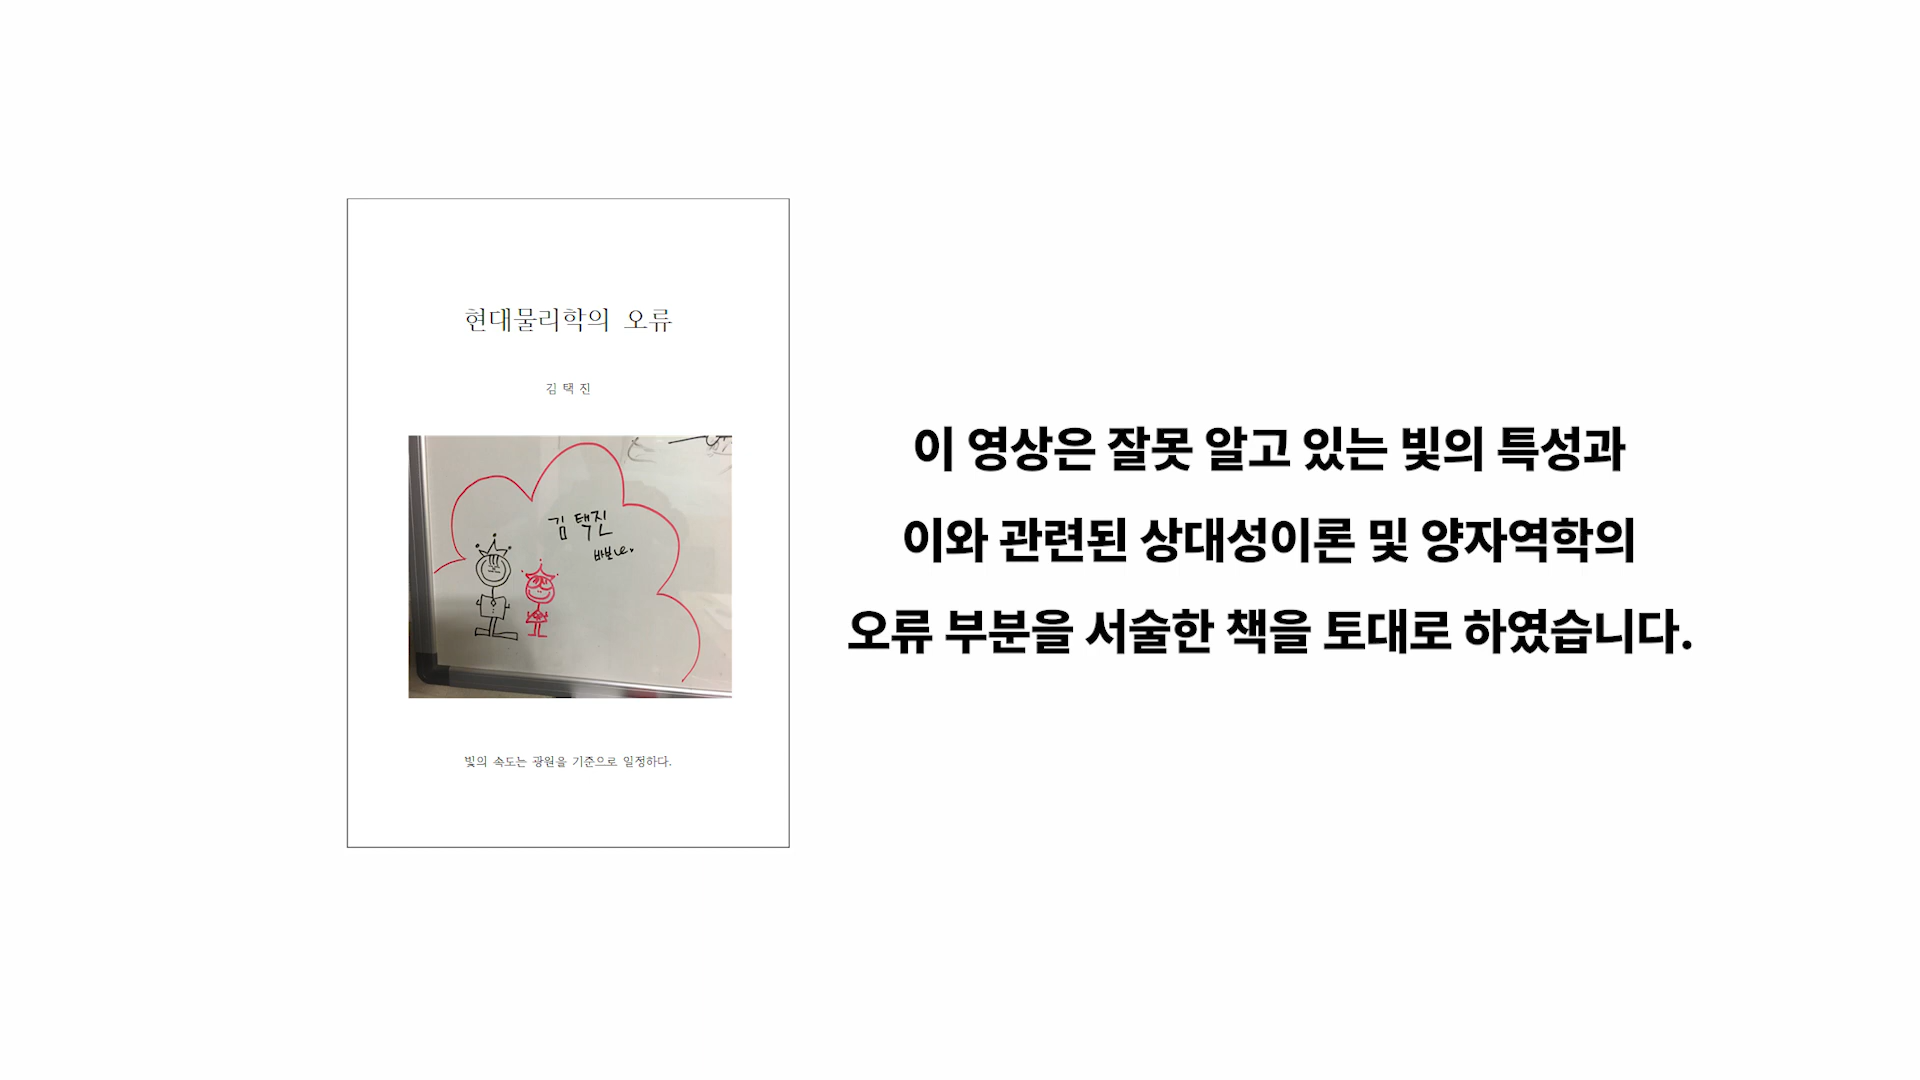 현대물리학의 오류
김 택 진
김 택진
바보
빛의 속도는 광원을 기준으로 일정하다.
이 영상은 잘못 알고 있는 빛의 특성과
이와 관련된 상대성이론 및 양자역학의
오류 부분을 서술한 책을 토대로 하였습니다.